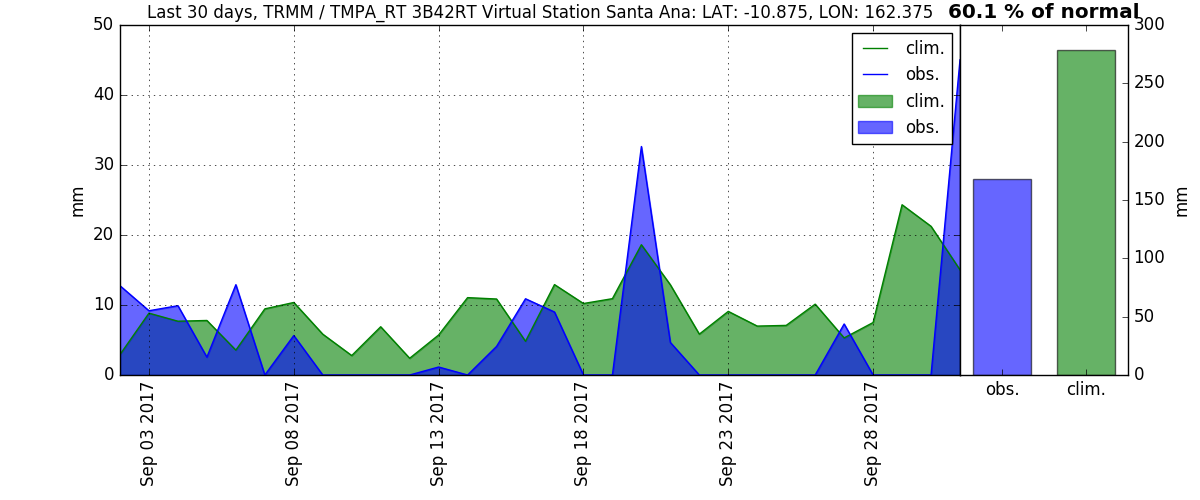 Last 30 days, TRMM / TMPA_RT 3B42RT Virtual Station Santa Ana: LAT: -10.875, LON: 162.375 60.1 % of normal
50
40
30
20
10
0
mm
clim.
obs.
clim.
obs.
300
250
200
150
100
50
0
mm
Sep 03 2017
Sep 08 2017
Sep 13 2017
Sep 18 2017
Sep 23 2017
Sep 28 2017
obs. clim.